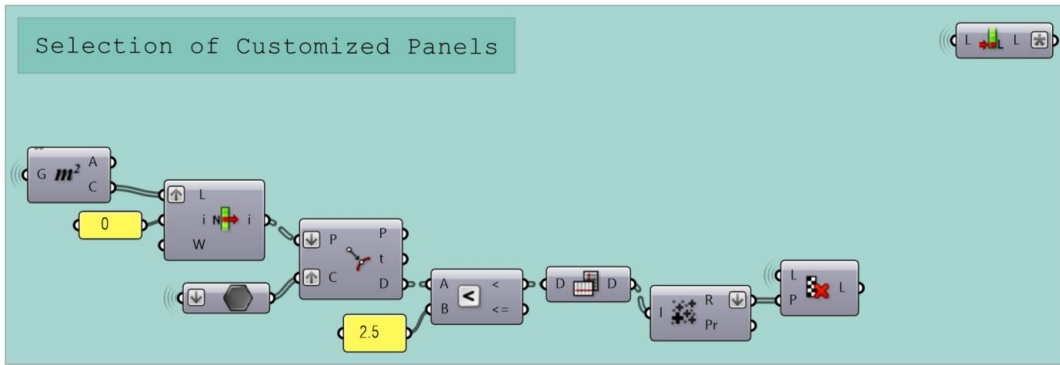 Selection of Customized Panels
L L
G m² A C
0
L i W N i
P C P t D
2.5
A B < < <=
D D
I R Pr
L P L